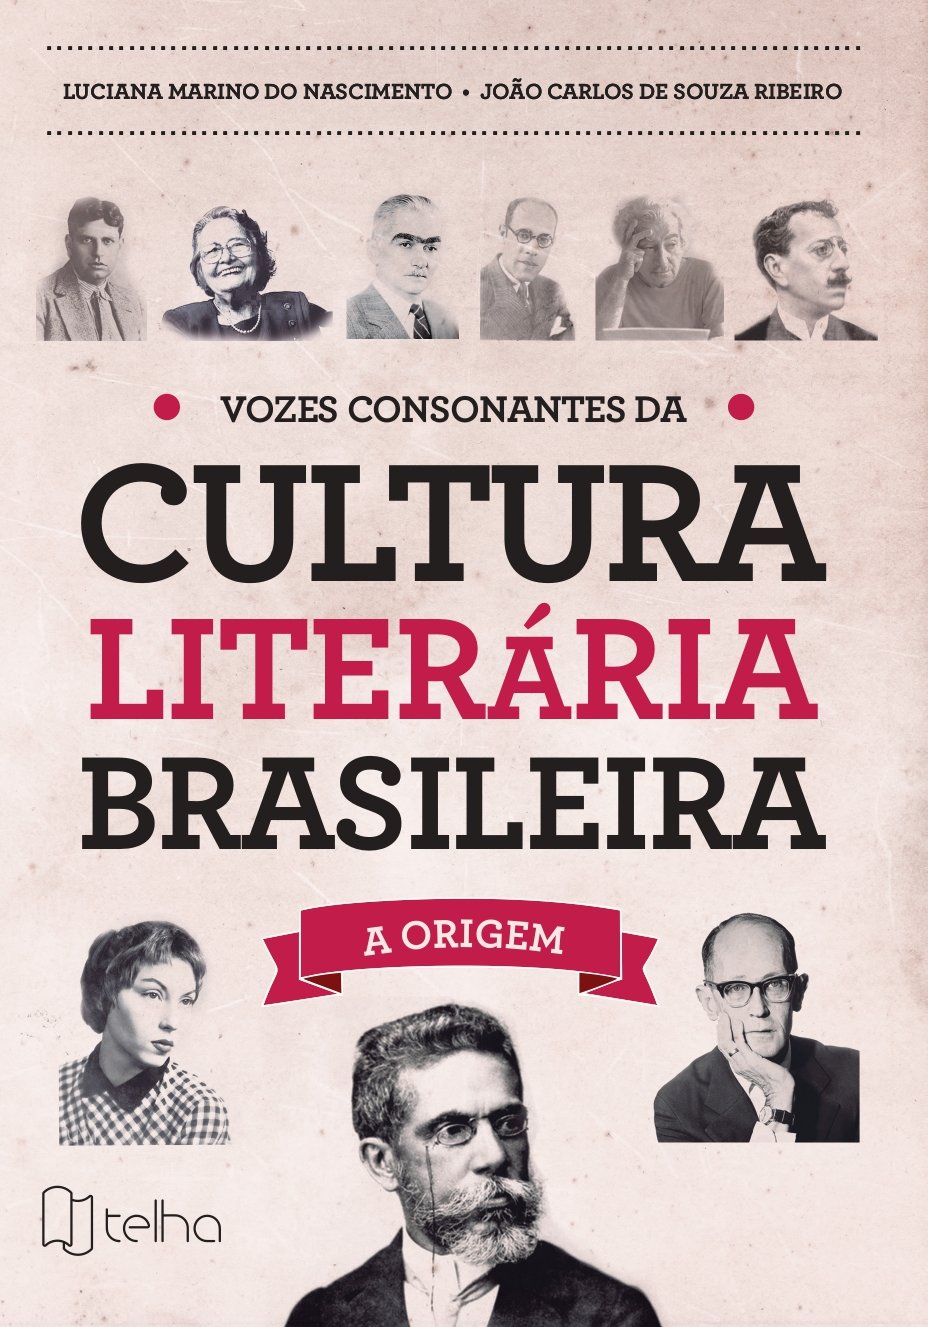 LUCIANA MARINO DO NASCIMENTO • JOÃO CARLOS DE SOUZA RIBEIRO
VOZES CONSONANTES DA
CULTURA
LITERÁRIA
BRASILEIRA
A ORIGEM
telha